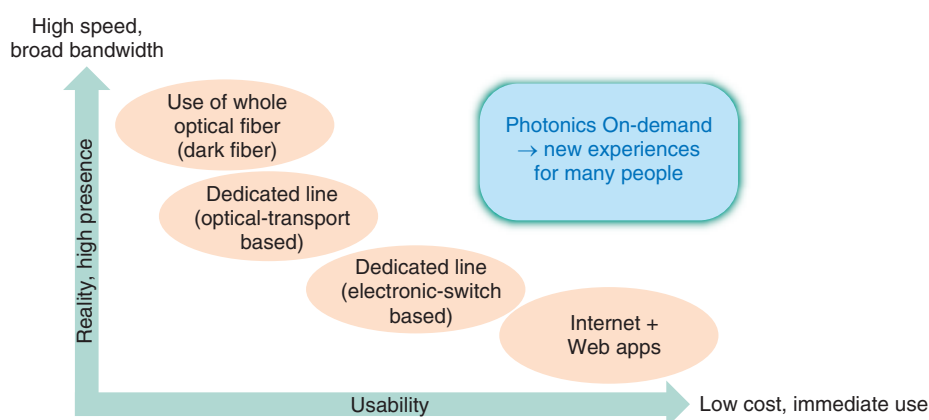 High speed,
broad bandwidth
Reality, high presence
Use of whole
optical fiber
(dark fiber)
Dedicated line
(optical-transport
based)
Dedicated line
(electronic-switch
based)
Internet +
Web apps
Photonics On-demand
→ new experiences
for many people
Usability
Low cost, immediate use